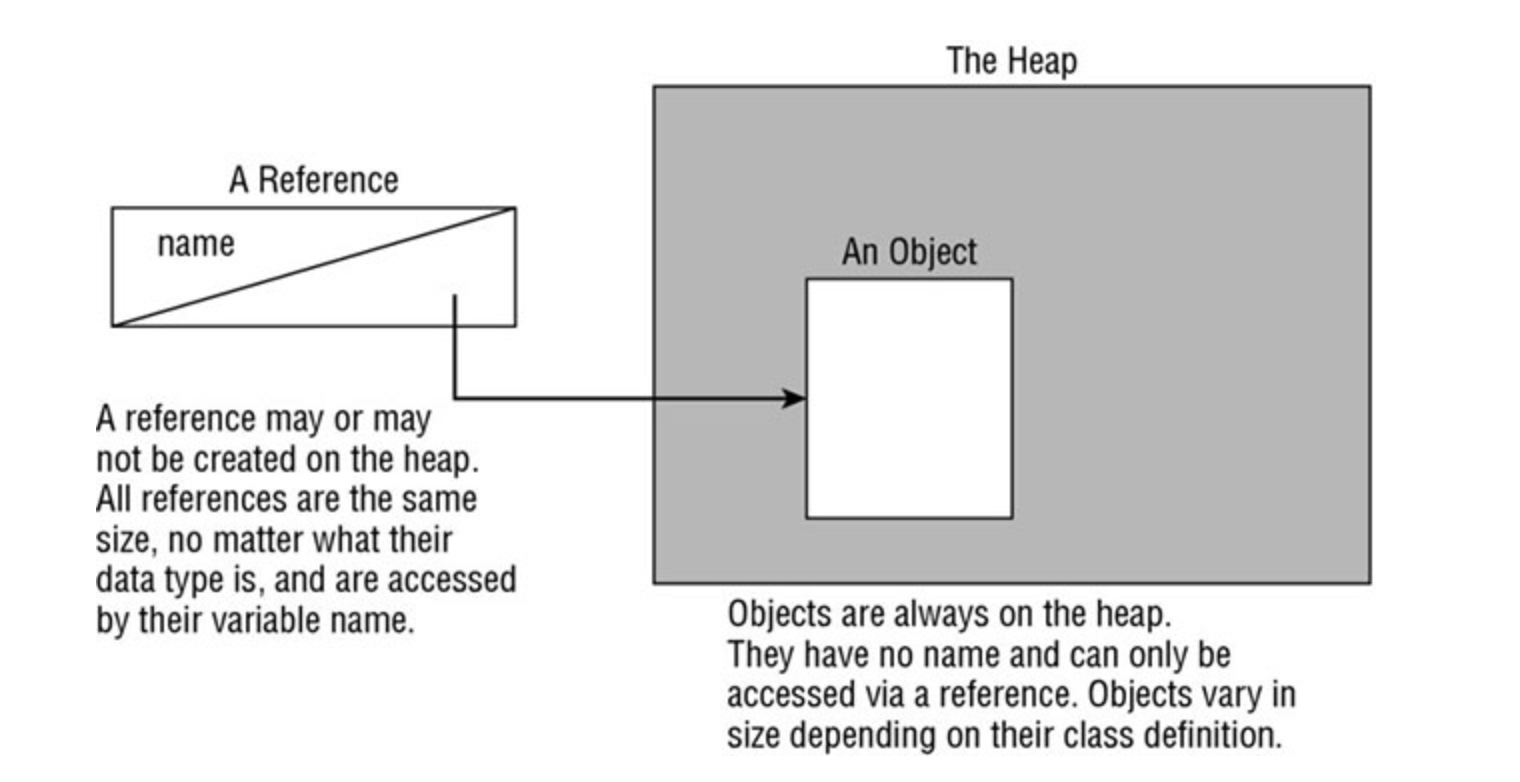 The Heap
A Reference
name
An Object
A reference may or may
not be created on the heap.
All references are the same
size, no matter what their
data type is, and are accessed
by their variable name.
Objects are always on the heap.
They have no name and can only be
accessed via a reference. Objects vary in
size depending on their class definition.